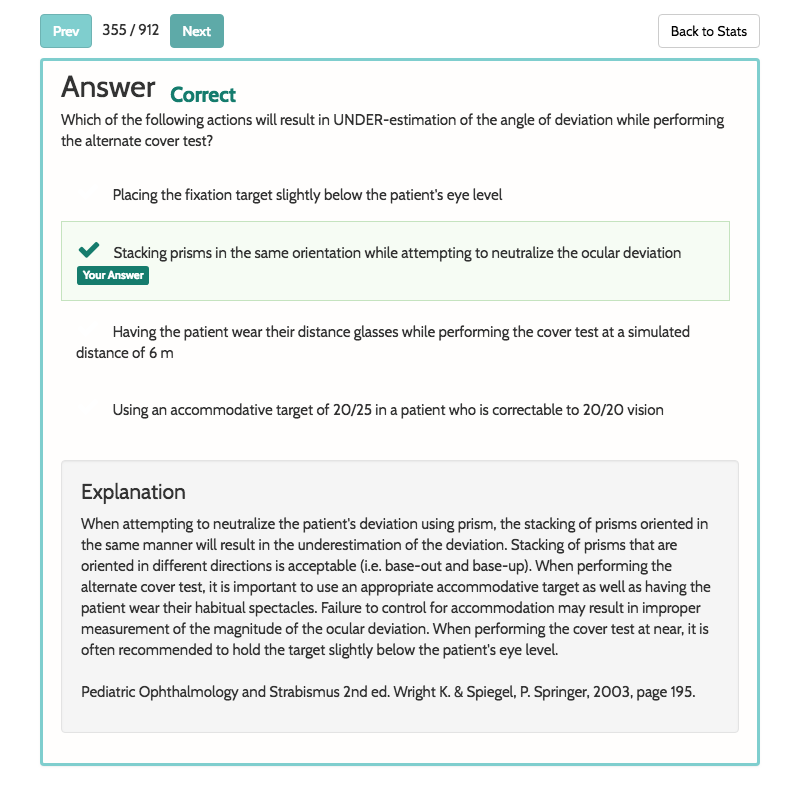 Prev 355 / 912 Next Back to Stats
Answer Correct
Which of the following actions will result in UNDER-estimation of the angle of deviation while performing
the alternate cover test?
Placing the fixation target slightly below the patient's eye level
Stacking prisms in the same orientation while attempting to neutralize the ocular deviation
Your Answer
Having the patient wear their distance glasses while performing the cover test at a simulated
distance of 6 m
Using an accommodative target of 20/25 in a patient who is correctable to 20/20 vision
Explanation
When attempting to neutralize the patient's deviation using prism, the stacking of prisms oriented in
the same manner will result in the underestimation of the deviation. Stacking of prisms that are
oriented in different directions is acceptable (i.e. base-out and base-up). When performing the
alternate cover test, it is important to use an appropriate accommodative target as well as having the
patient wear their habitual spectacles. Failure to control for accommodation may result in improper
measurement of the magnitude of the ocular deviation. When performing the cover test at near, it is
often recommended to hold the target slightly below the patient's eye level.
Pediatric Ophthalmology and Strabismus 2nd ed. Wright K. & Spiegel, P. Springer, 2003, page 195.